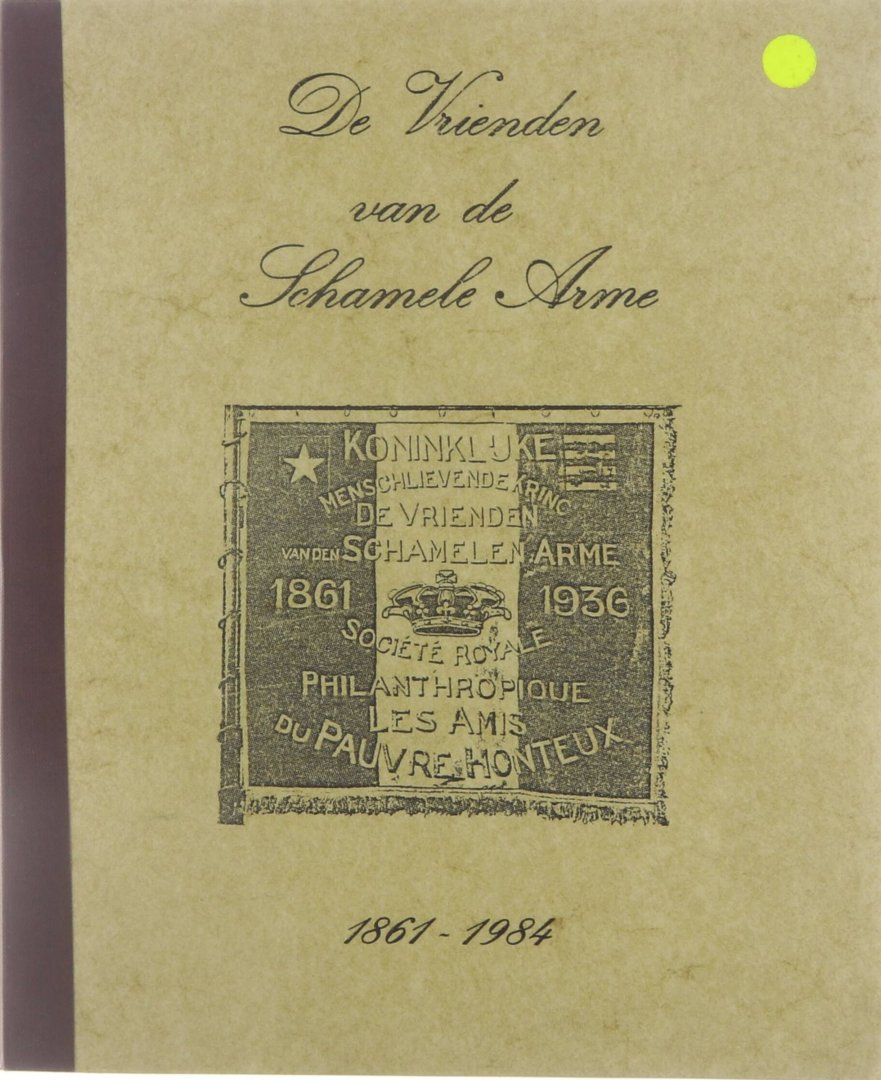 De Vrienden
van de
Schamele Arme
KONINKLIJKE
MENSCHLIEVENDE KRING
DE VRIENDEN
VAN DEN SCHAMELEN ARME
1861 1936
SOCIÉTÉ ROYALE
PHILANTHROPIQUE
LES AMIS
DU PAUVRE HONTEUX
1861 - 1984